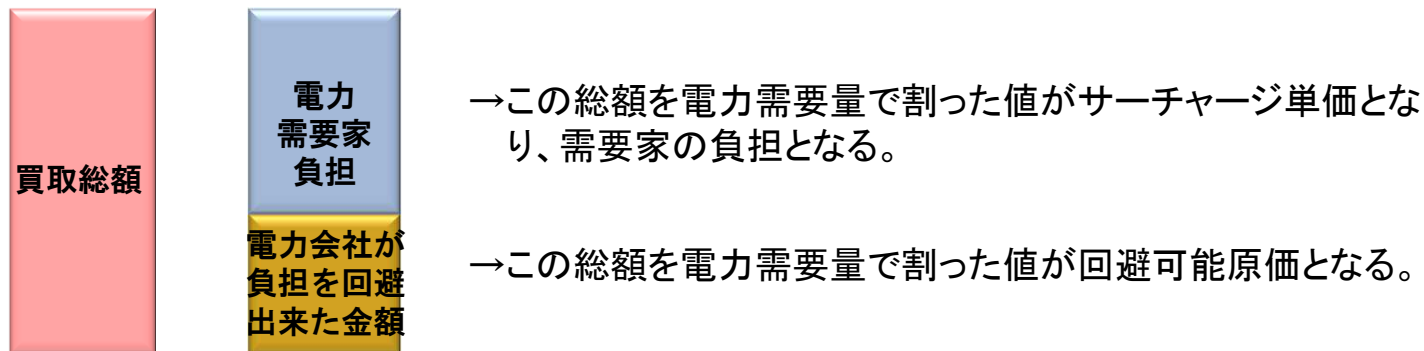 買取総額
電力
需要家
負担
電力会社が
負担を回避
出来た金額
→この総額を電力需要量で割った値がサーチャージ単価とな
り、需要家の負担となる。
→この総額を電力需要量で割った値が回避可能原価となる。